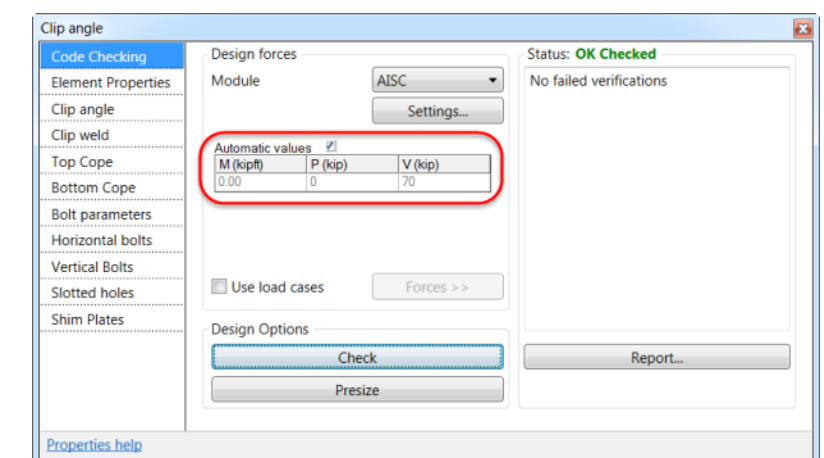 Clip angle
Code Checking
Element Properties
Clip angle
Clip weld
Top Cope
Bottom Cope
Bolt parameters
Horizontal bolts
Vertical Bolts
Slotted holes
Shim Plates
Properties help
Design forces
Module AISC
Settings...
Automatic values
M (kipft) P (kip) V (kip)
0.00 0 70
Use load cases Forces >>
Design Options
Check
Presize
Status: OK Checked
No failed verifications
Report...